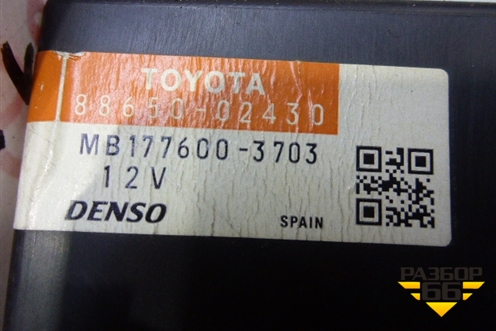 TOYOTA
88650-02430
MB177600-3703
12V
DENSO
SPAIN
РАЗБОР
66